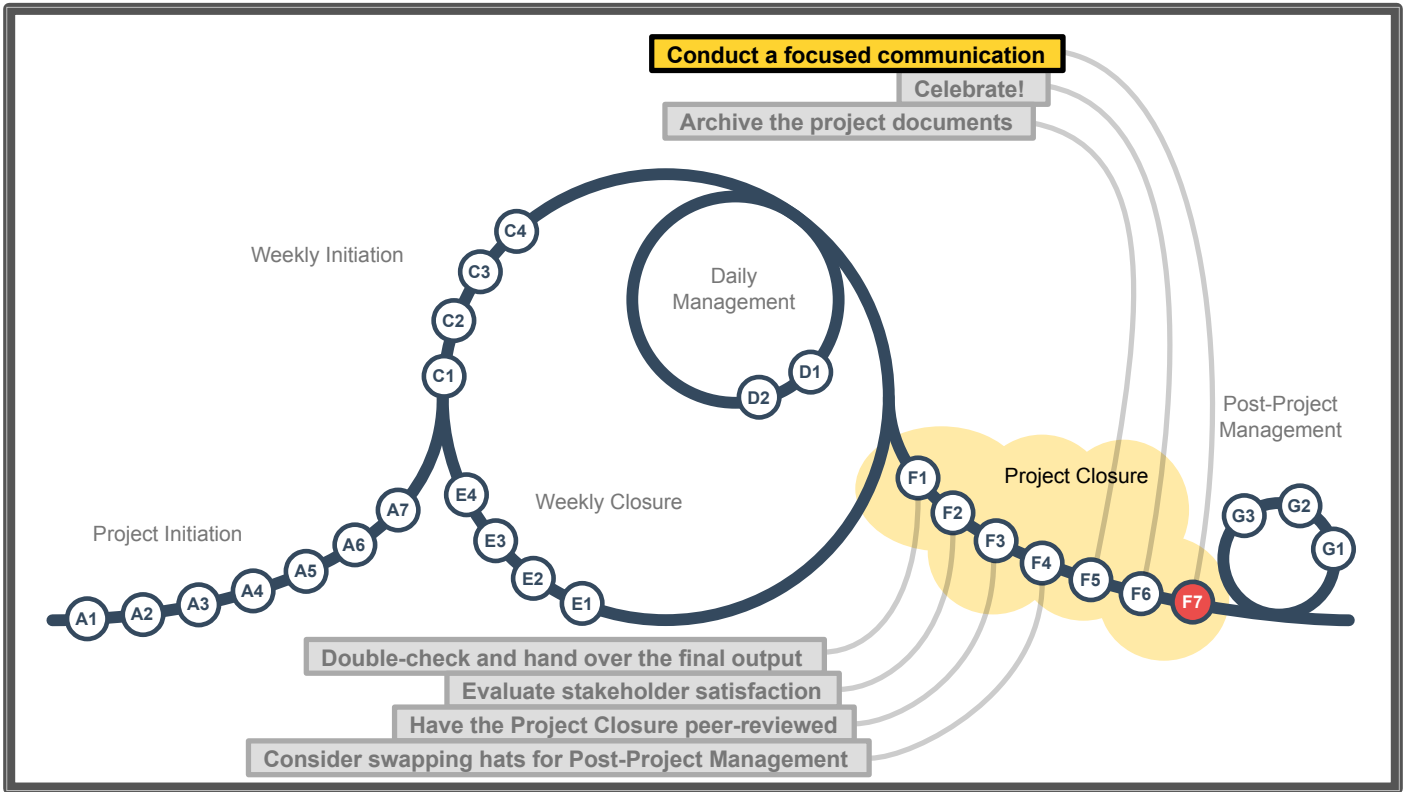 Conduct a focused communication
Celebrate!
Archive the project documents
Weekly Initiation
C4
C3
C2
C1
Daily
Management
D1
D2
Post-Project
Management
Project Closure
Weekly Closure
Project Initiation
A1
A2
A3
A4
A5
A6
A7
E4
E3
E2
E1
F1
F2
F3
F4
F5
F6
F7
G3
G2
G1
Double-check and hand over the final output
Evaluate stakeholder satisfaction
Have the Project Closure peer-reviewed
Consider swapping hats for Post-Project Management